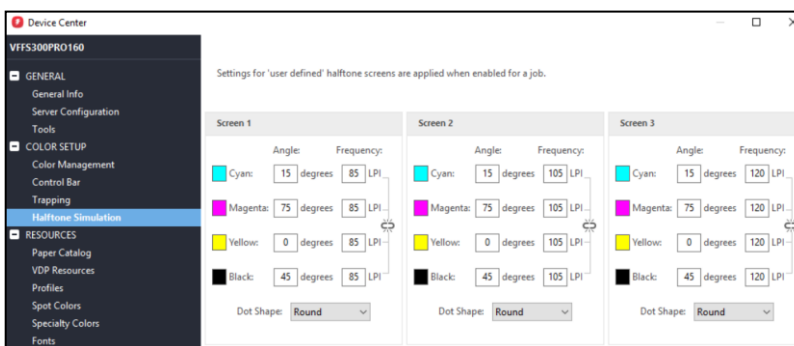 Device Center
VFFS300PRO160
GENERAL
General Info
Server Configuration
Tools
COLOR SETUP
Color Management
Control Bar
Trapping
Halftone Simulation
RESOURCES
Paper Catalog
VDP Resources
Profiles
Spot Colors
Specialty Colors
Fonts
Settings for 'user defined' halftone screens are applied when enabled for a job.
Screen 1
Angle: Frequency:
Cyan: 15 degrees 85 LPI
Magenta: 75 degrees 85 LPI
Yellow: 0 degrees 85 LPI
Black: 45 degrees 85 LPI
Dot Shape: Round
Screen 2
Angle: Frequency:
Cyan: 15 degrees 105 LPI
Magenta: 75 degrees 105 LPI
Yellow: 0 degrees 105 LPI
Black: 45 degrees 105 LPI
Dot Shape: Round
Screen 3
Angle: Frequency:
Cyan: 15 degrees 120 LPI
Magenta: 75 degrees 120 LPI
Yellow: 0 degrees 120 LPI
Black: 45 degrees 120 LPI
Dot Shape: Round